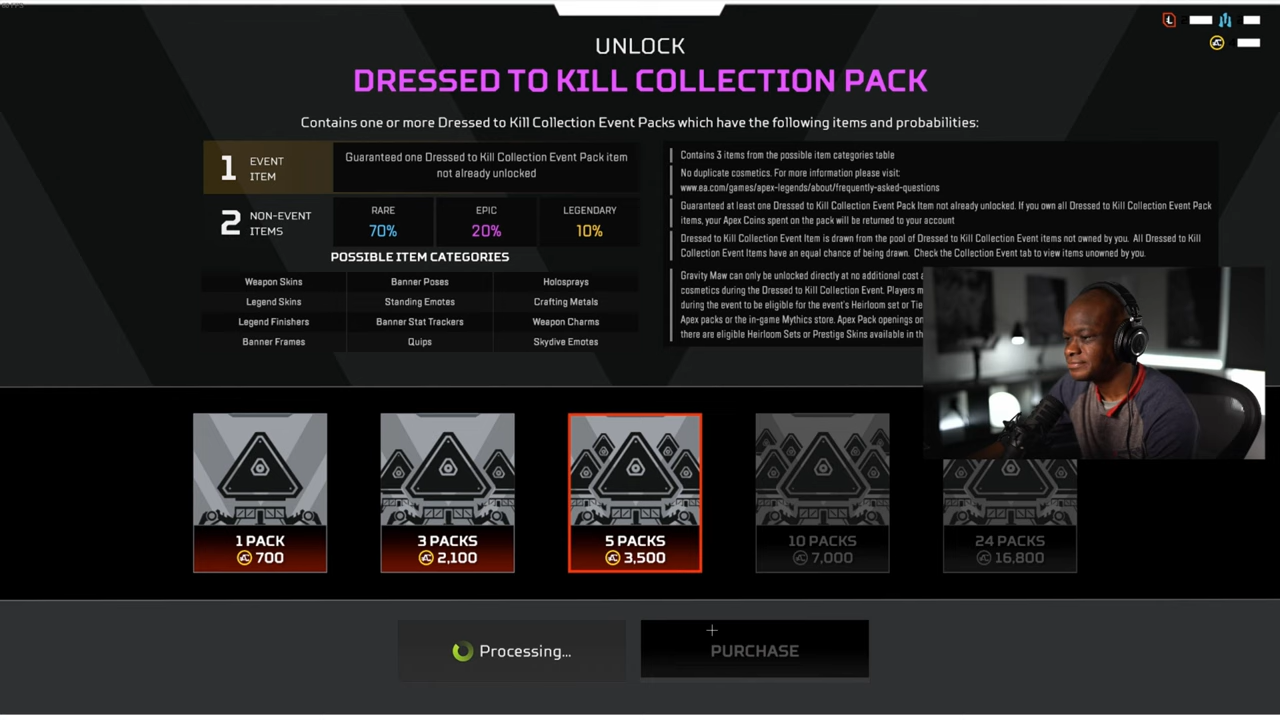 UNLOCK
DRESSED TO KILL COLLECTION PACK
Contains one or more Dressed to Kill Collection Event Packs which have the following items and probabilities:
1 EVENT ITEM
Guaranteed one Dressed to Kill Collection Event Pack item
not already unlocked
2 NON-EVENT ITEMS
RARE
70%
EPIC
20%
LEGENDARY
10%
POSSIBLE ITEM CATEGORIES
Weapon Skins Banner Poses Holosprays
Legend Skins Standing Emotes Crafting Metals
Legend Finishers Banner Stat Trackers Weapon Charms
Banner Frames Quips Skydive Emotes
Contains 3 items from the possible item categories table
No duplicate cosmetics. For more information please visit:
www.ea.com/games/apex-legends/about/frequently-asked-questions
Guaranteed at least one Dressed to Kill Collection Event Pack Item not already unlocked. If you own all Dressed to Kill Collection Event Pack
items, your Apex Coins spent on the pack will be returned to your account
Dressed to Kill Collection Event Item is drawn from the pool of Dressed to Kill Collection Event items not owned by you. All Dressed to Kill
Collection Event Items have an equal chance of being drawn. Check the Collection Event tab to view items unowned by you.
Gravity Maw can only be unlocked directly at no additional cost
cosmetics during the Dressed to Kill Collection Event. Players
during the event to be eligible for the event's Heirloom set or
Apex packs or the in-game Mythics store. Apex Pack openings
there are eligible Heirloom Sets or Prestige Skins available in
1 PACK
700
3 PACKS
2,100
5 PACKS
3,500
10 PACKS
7,000
24 PACKS
16,800
Processing...
PURCHASE